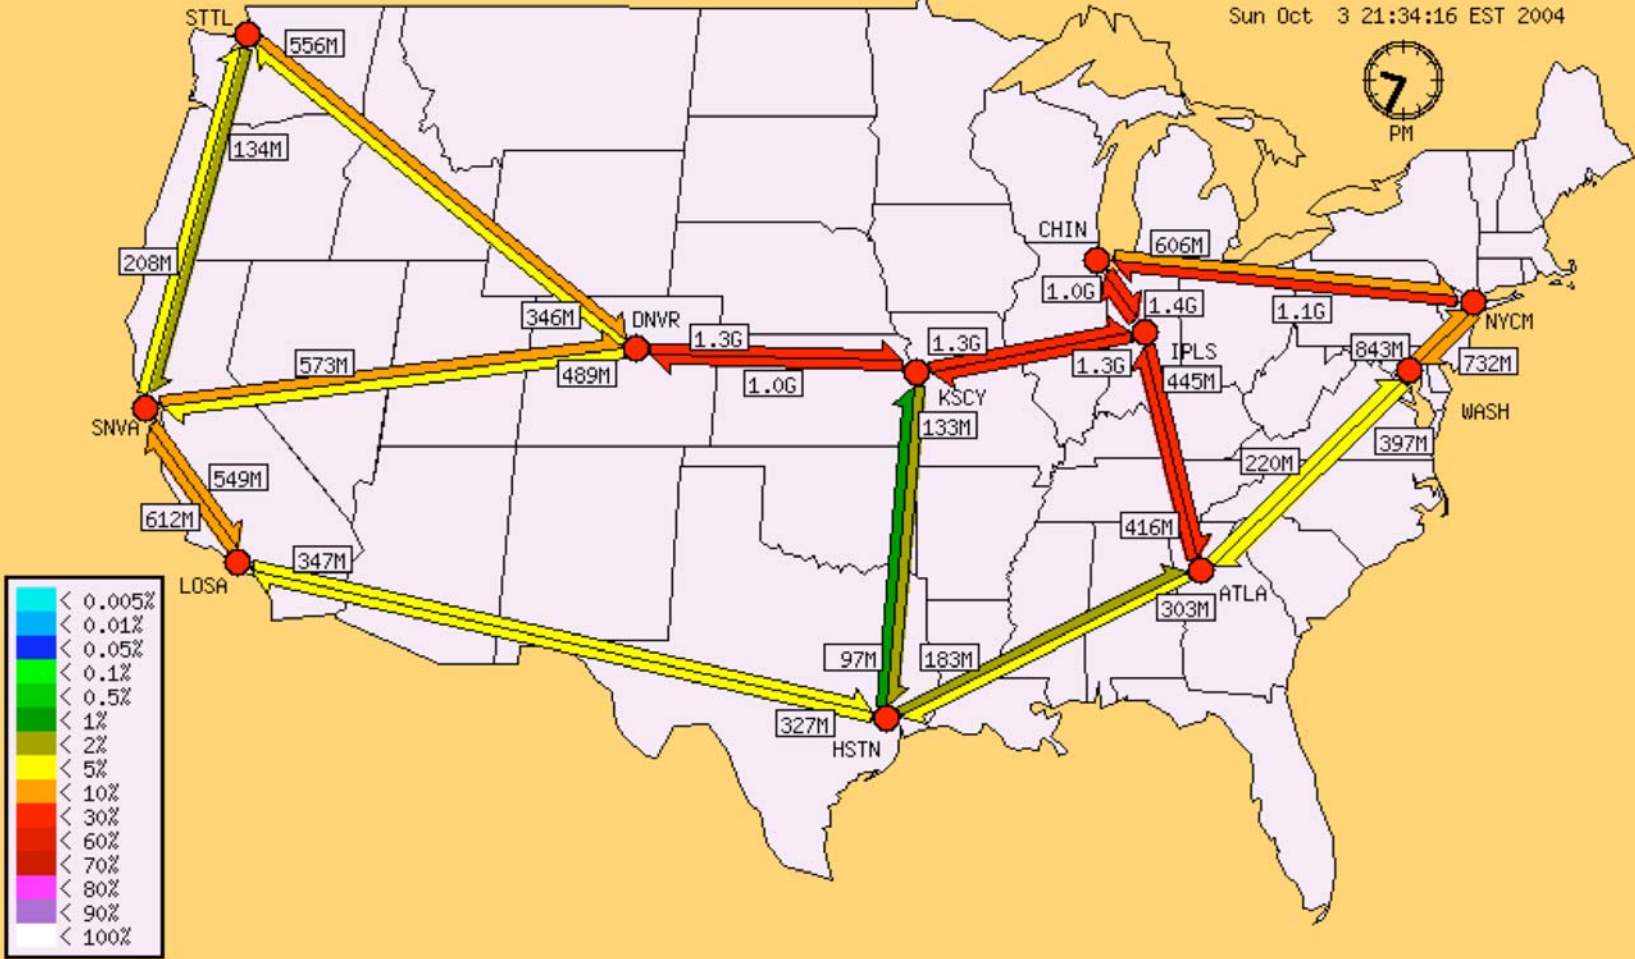 STTL
Sun Oct  3 21:34:16 EST 2004
556M
PM
134M
CHIN
606M
208M
1.0G
1.4G
1.1G
346M
DNVR
NYCM
1.3G
1.3G
843M
IPLS
573M
489M
1.0G
1.3G
732M
445M
KSCY
WASH
SNVA
133M
397M
220M
549M
612M
416M
347M
LOSA
ATLA
303M
97M
183M
327M
HSTN
< 0.005%
< 0.01%
< 0.05%
< 0.1%
< 0.5%
< 1%
< 2%
< 5%
< 10%
< 30%
< 60%
< 70%
< 80%
< 90%
< 100%